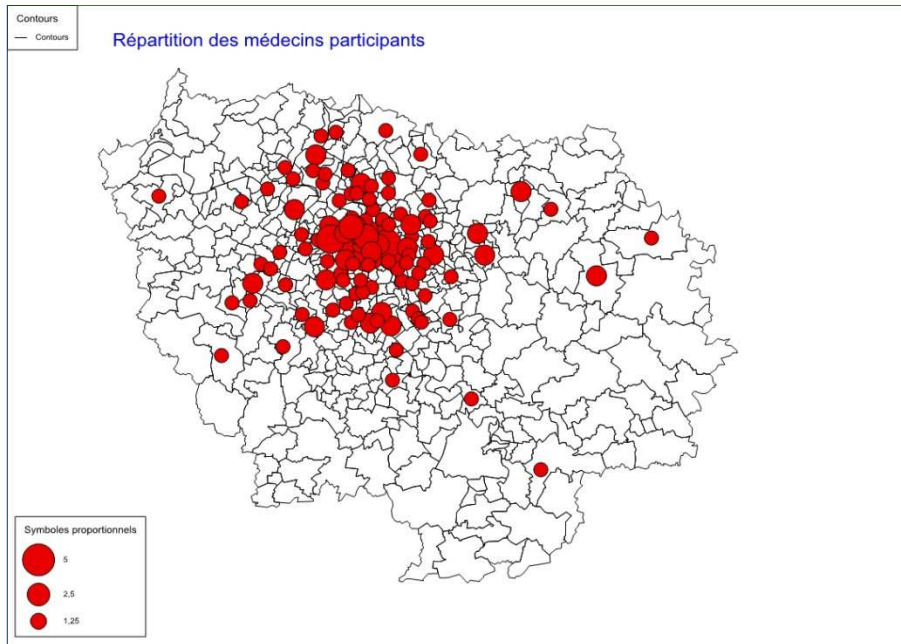 Contours
Contours
Répartition des médecins participants
Symboles proportionnels
5
2,5
1,25